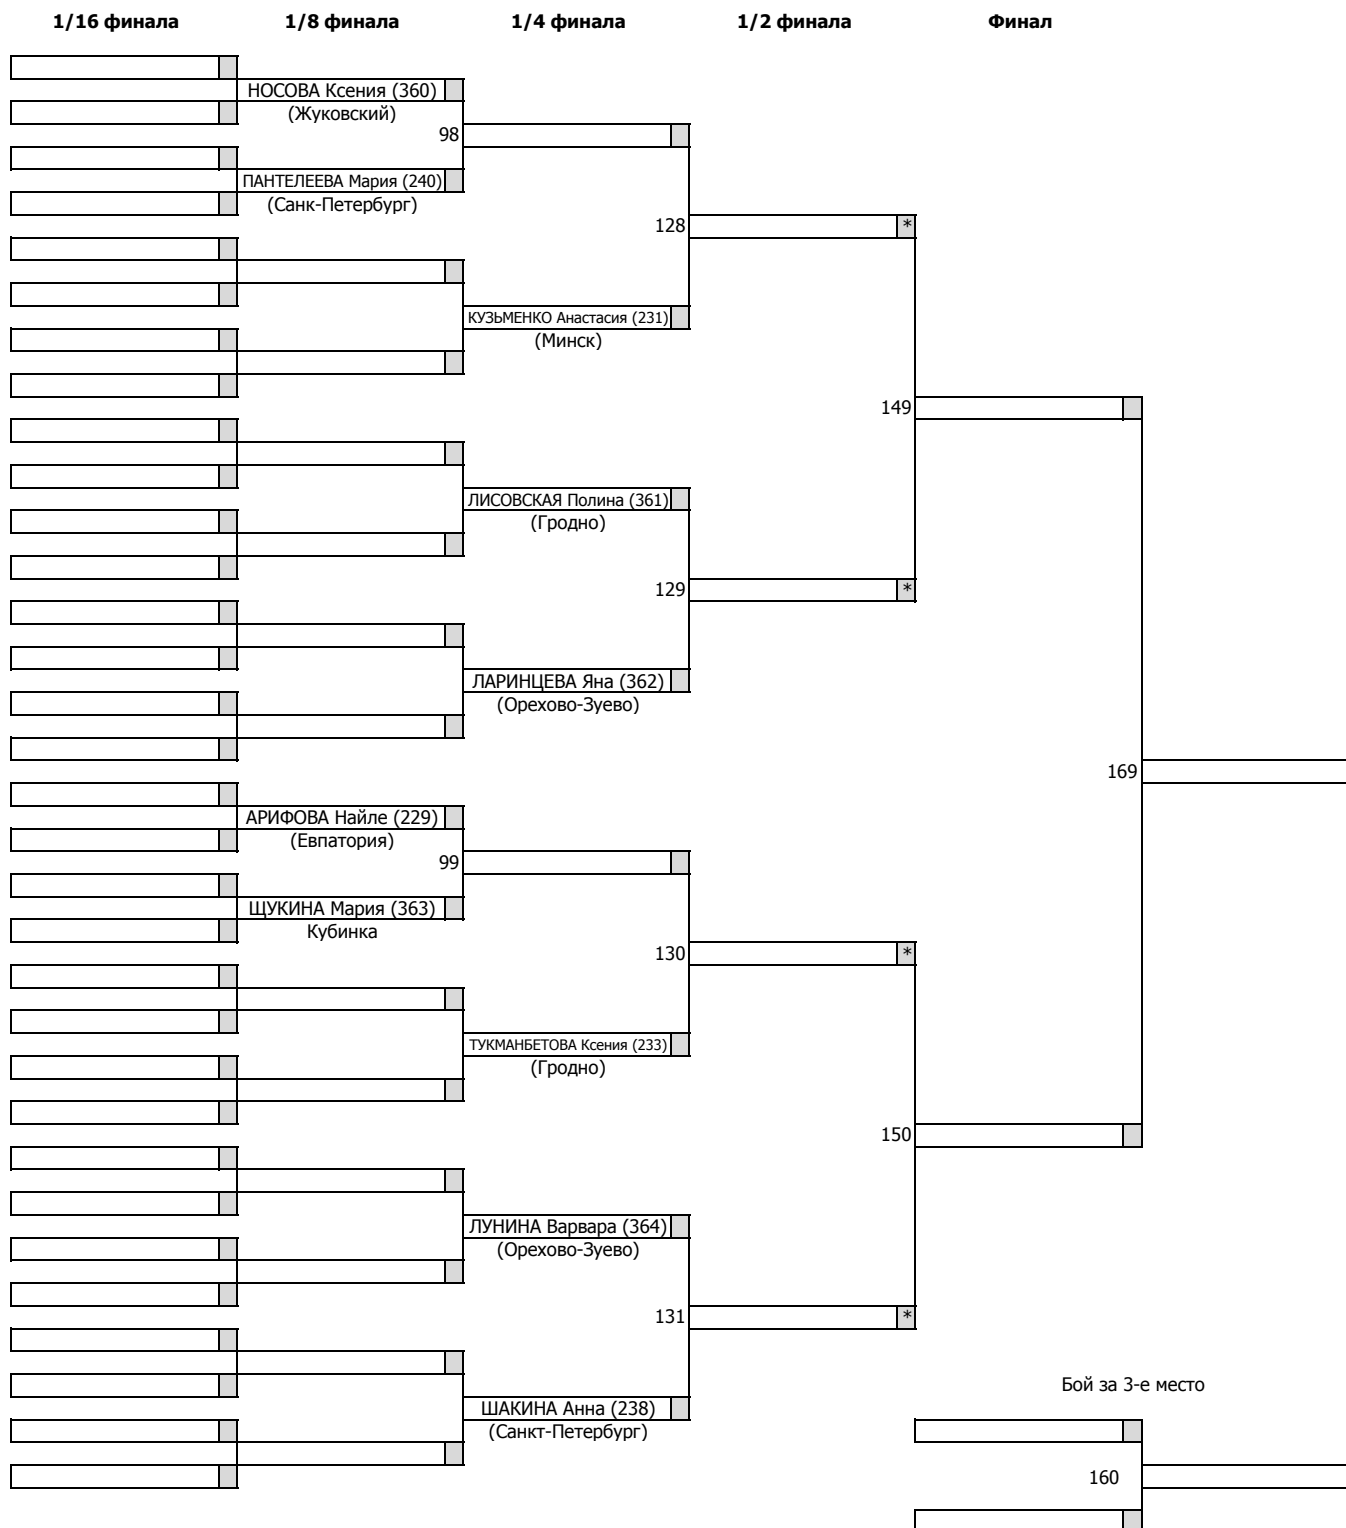 1/16 финала 1/8 финала 1/4 финала 1/2 финала Финал
НОСОВА Ксения (360)
(Жуковский)
98
ПАНТЕЛЕЕВА Мария (240)
(Санк-Петербург)
128
*
КУЗЬМЕНКО Анастасия (231)
(Минск)
149
ЛИСОВСКАЯ Полина (361)
(Гродно)
129
*
ЛАРИНЦЕВА Яна (362)
(Орехово-Зуево)
169
АРИФОВА Найле (229)
(Евпатория)
99
ЩУКИНА Мария (363)
Кубинка
130
*
ТУКМАНБЕТОВА Ксения (233)
(Гродно)
150
ЛУНИНА Варвара (364)
(Орехово-Зуево)
131
*
Бой за 3-е место
ШАКИНА Анна (238)
(Санкт-Петербург)
160